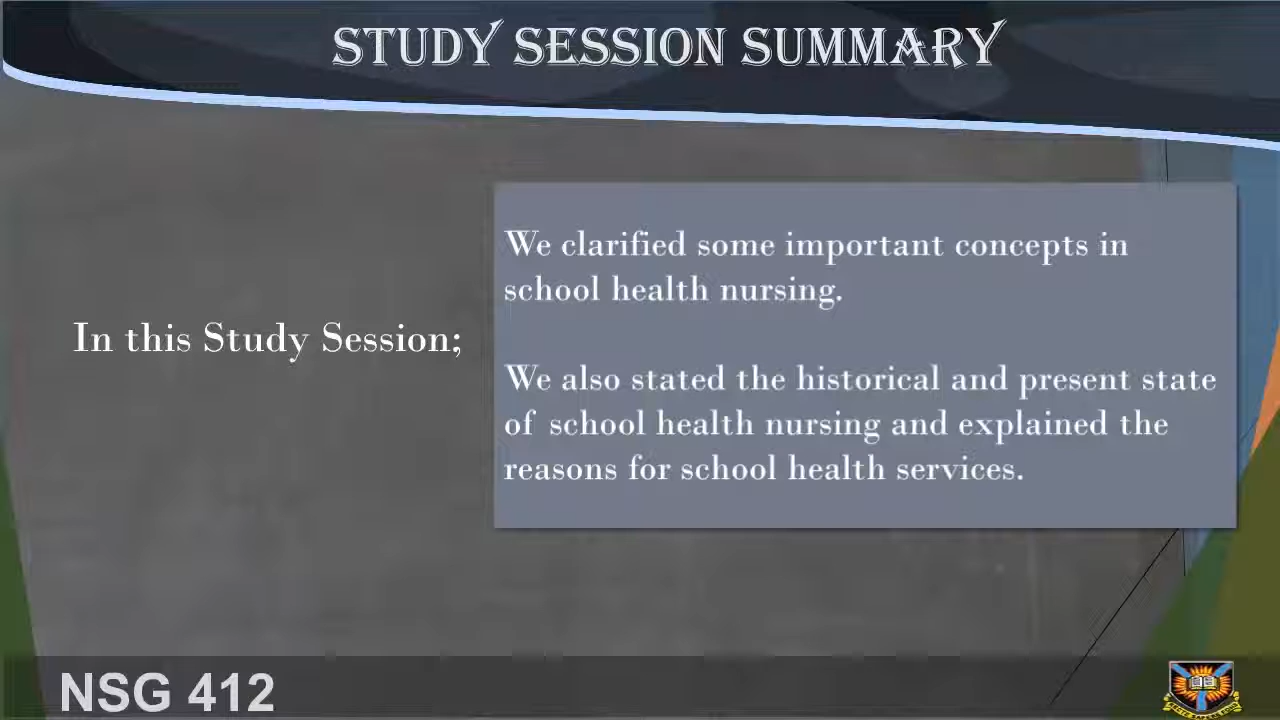 STUDY SESSION SUMMARY
In this Study Session;
We clarified some important concepts in
school health nursing.
We also stated the historical and present state
of school health nursing and explained the
reasons for school health services.
NSG 412